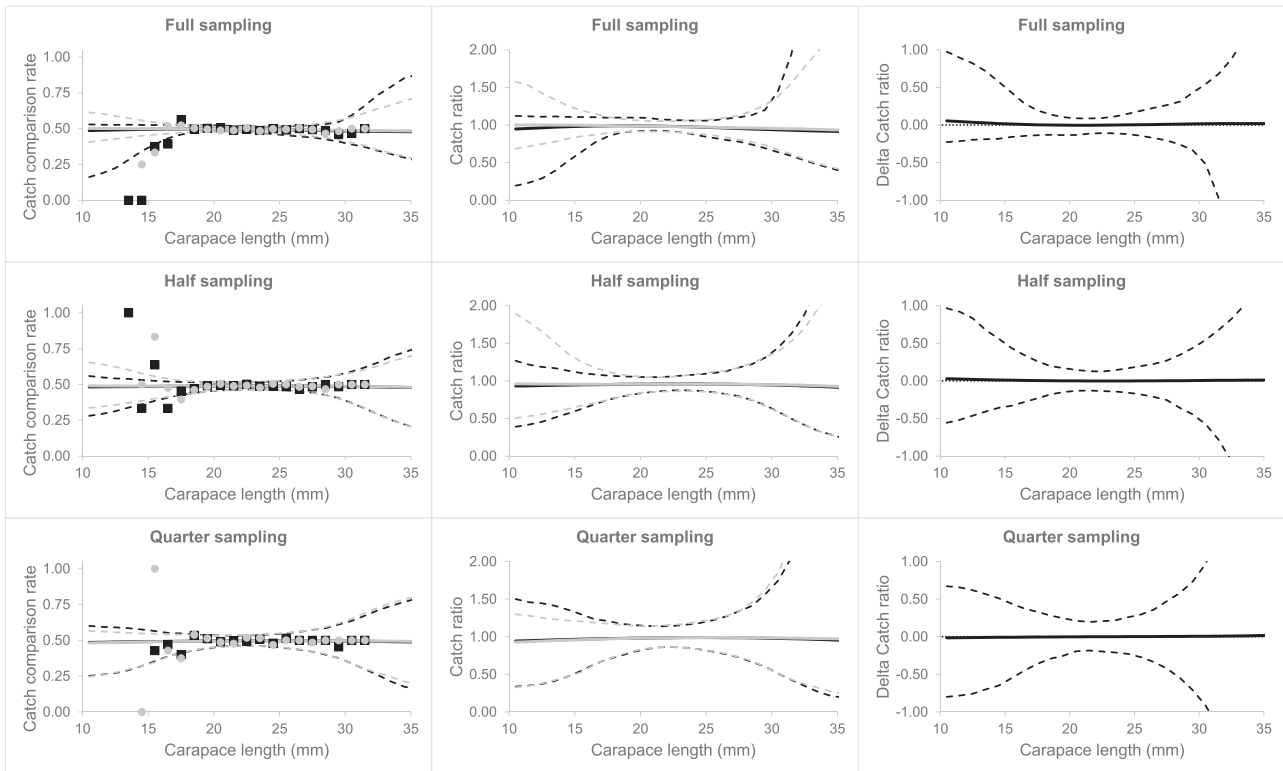 Full sampling
Catch comparison rate
1.00
0.75
0.50
0.25
0.00
10 15 20 25 30 35
Carapace length (mm)
Full sampling
Catch ratio
2.00
1.50
1.00
0.50
0.00
10 15 20 25 30 35
Carapace length (mm)
Full sampling
Delta Catch ratio
1.00
0.50
0.00
-0.50
-1.00
10 15 20 25 30 35
Carapace length (mm)
Half sampling
Catch comparison rate
1.00
0.75
0.50
0.25
0.00
10 15 20 25 30 35
Carapace length (mm)
Half sampling
Catch ratio
2.00
1.50
1.00
0.50
0.00
10 15 20 25 30 35
Carapace length (mm)
Half sampling
Delta Catch ratio
1.00
0.50
0.00
-0.50
-1.00
10 15 20 25 30 35
Carapace length (mm)
Quarter sampling
Catch comparison rate
1.00
0.75
0.50
0.25
0.00
10 15 20 25 30 35
Carapace length (mm)
Quarter sampling
Catch ratio
2.00
1.50
1.00
0.50
0.00
10 15 20 25 30 35
Carapace length (mm)
Quarter sampling
Delta Catch ratio
1.00
0.50
0.00
-0.50
-1.00
10 15 20 25 30 35
Carapace length (mm)